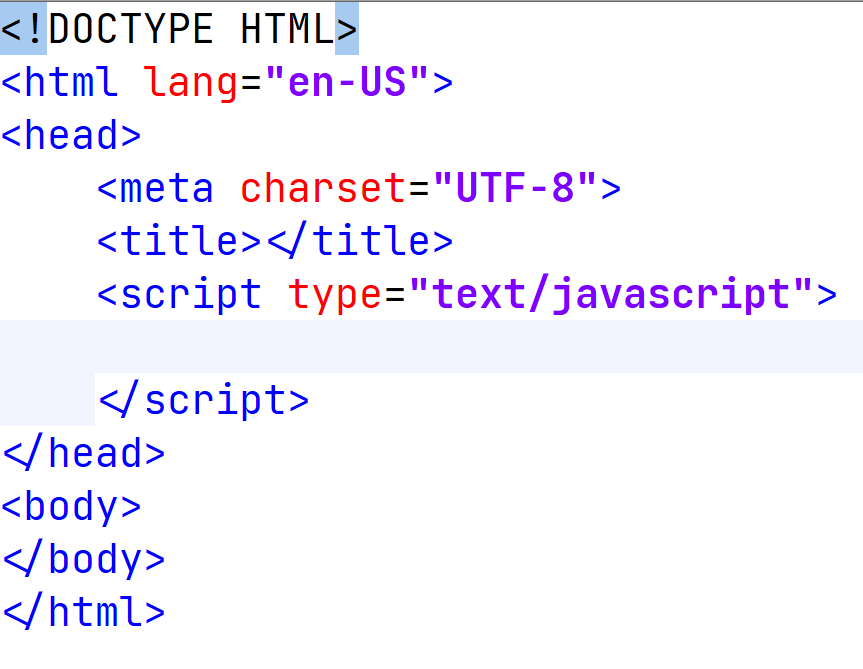 <!DOCTYPE HTML>
<html lang="en-US">
<head>
    <meta charset="UTF-8">
    <title></title>
    <script type="text/javascript">

    </script>
</head>
<body>
</body>
</html>